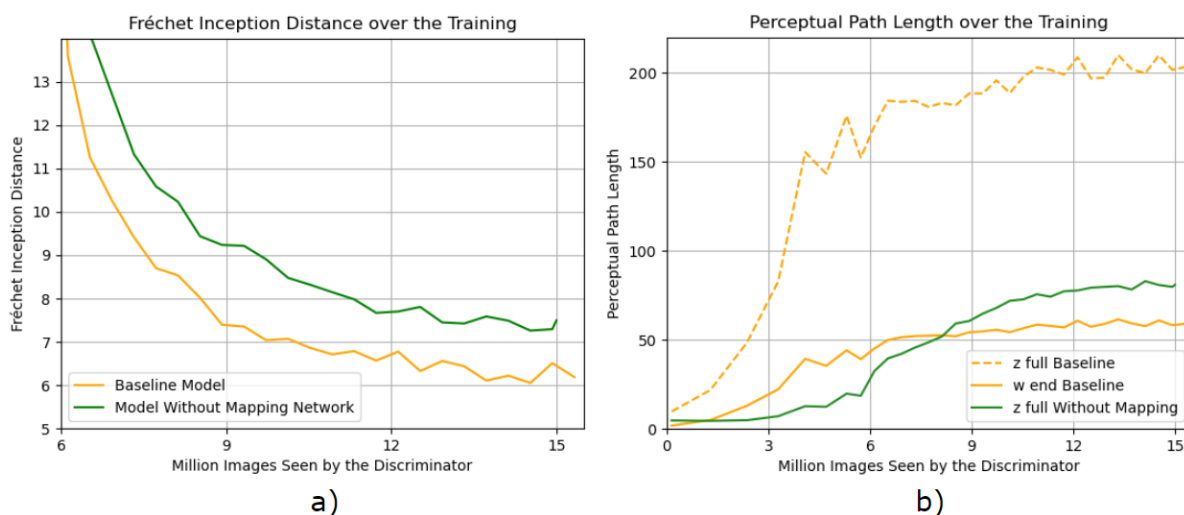 Fréchet Inception Distance over the Training
Fréchet Inception Distance
13
12
11
10
9
8
7
6
5
Baseline Model
Model Without Mapping Network
6 9 12 15
Million Images Seen by the Discriminator
a)
Perceptual Path Length over the Training
Perceptual Path Length
200
150
100
50
0
z full Baseline
w end Baseline
z full Without Mapping
0 3 6 9 12 15
Million Images Seen by the Discriminator
b)